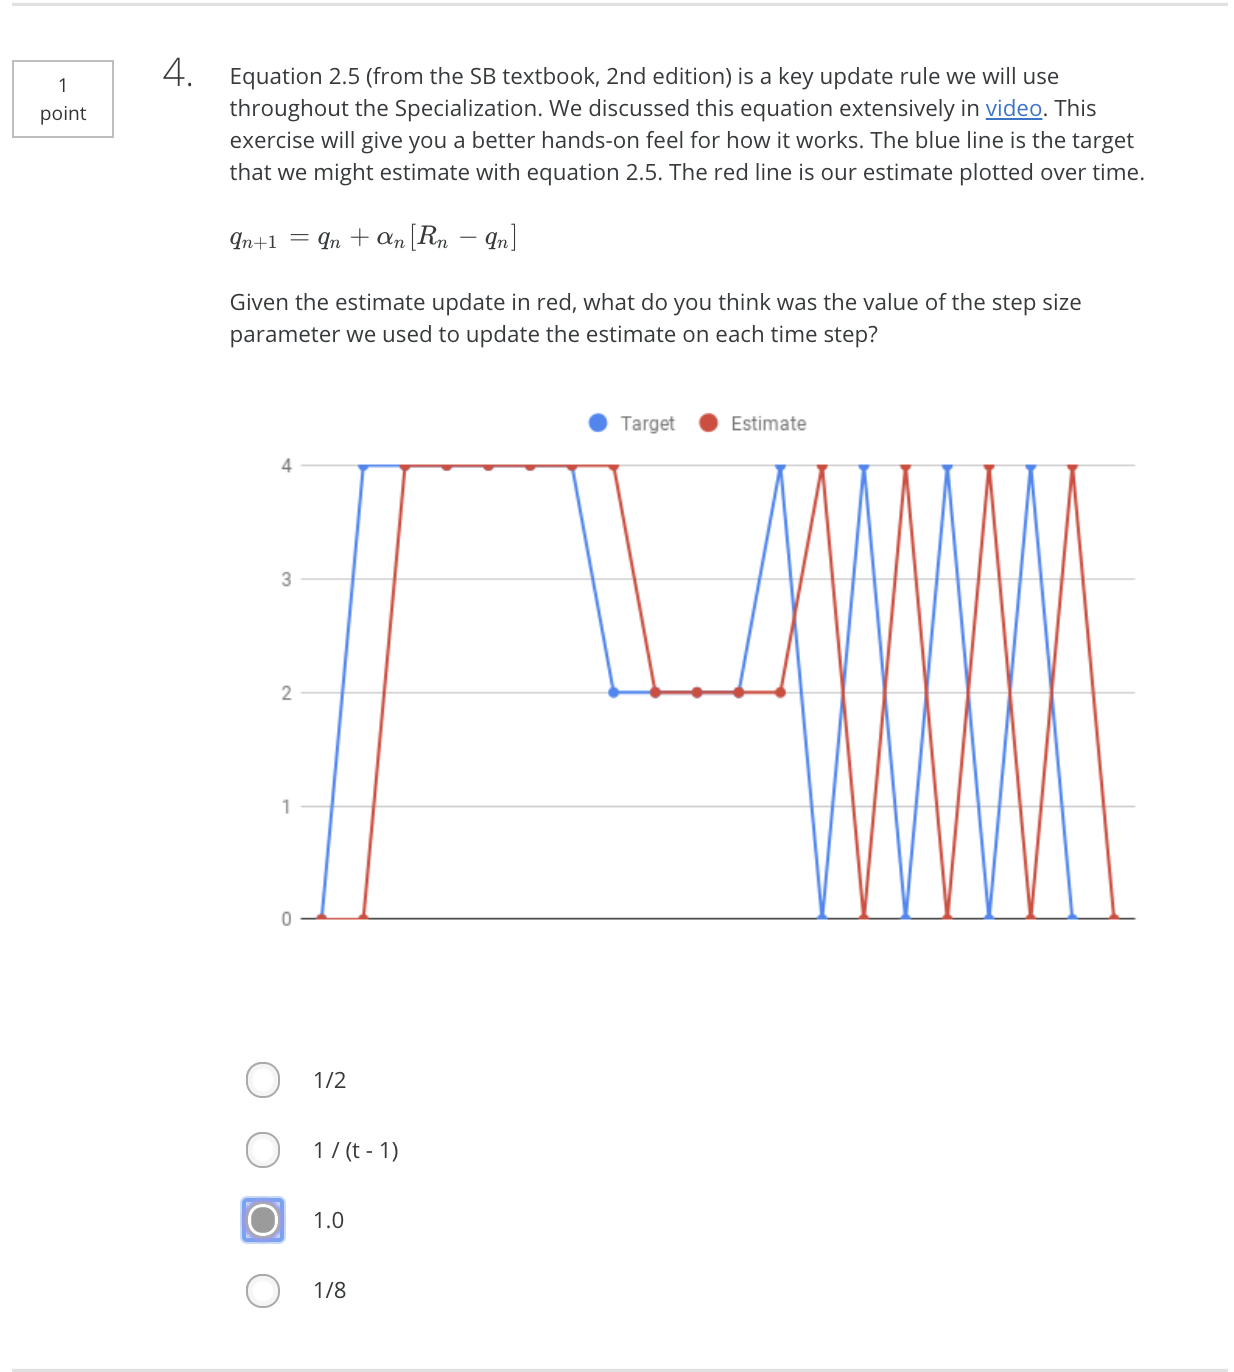 1
point
4.
Equation 2.5 (from the SB textbook, 2nd edition) is a key update rule we will use
throughout the Specialization. We discussed this equation extensively in video. This
exercise will give you a better hands-on feel for how it works. The blue line is the target
that we might estimate with equation 2.5. The red line is our estimate plotted over time.
qₙ₊₁ = qₙ + αₙ[Rₙ − qₙ]
Given the estimate update in red, what do you think was the value of the step size
parameter we used to update the estimate on each time step?
Target Estimate
4
3
2
1
0
1/2
1 / (t - 1)
1.0
1/8